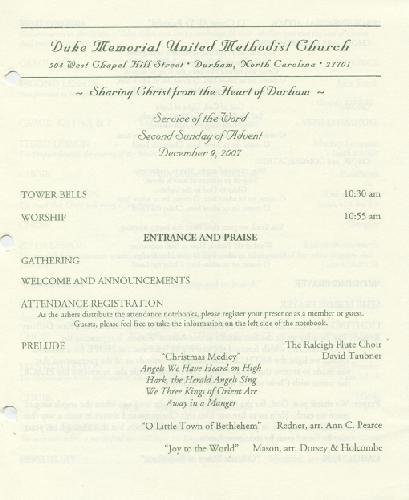 Duke Memorial United Methodist Church
504 West Chapel Hill Street • Durham, North Carolina • 27701
~ Sharing Christ from the Heart of Durham ~
Service of the Word
Second Sunday of Advent
December 9, 2007
TOWER BELLS 10:30 am
WORSHIP 10:55 am
ENTRANCE AND PRAISE
GATHERING
WELCOME AND ANNOUNCEMENTS
ATTENDANCE REGISTRATION
As the ushers distribute the attendance notebooks, please register your presence as a member or guest.
Guests, please feel free to take the information on the left side of the notebook.
PRELUDE The Raleigh Flute Choir
"Christmas Medley" David Taubner
Angels We Have Heard on High
Hark, the Herald Angels Sing
We Three Kings of Orient Are
Away in a Manger
"O Little Town of Bethlehem" Redner, arr. Ann C. Pearce
"Joy to the World" Mason, arr. Dorsey & Holcombe